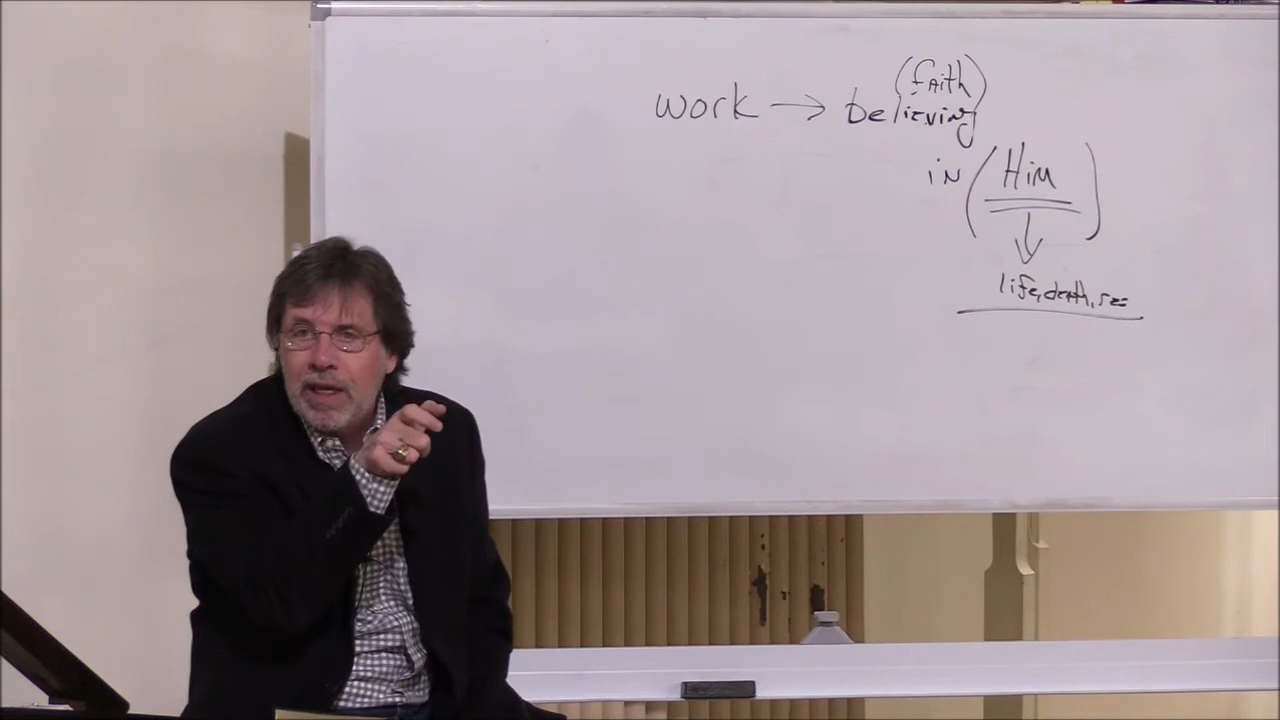 (faith)
work → believing
in (Him)
↓
life, death, res